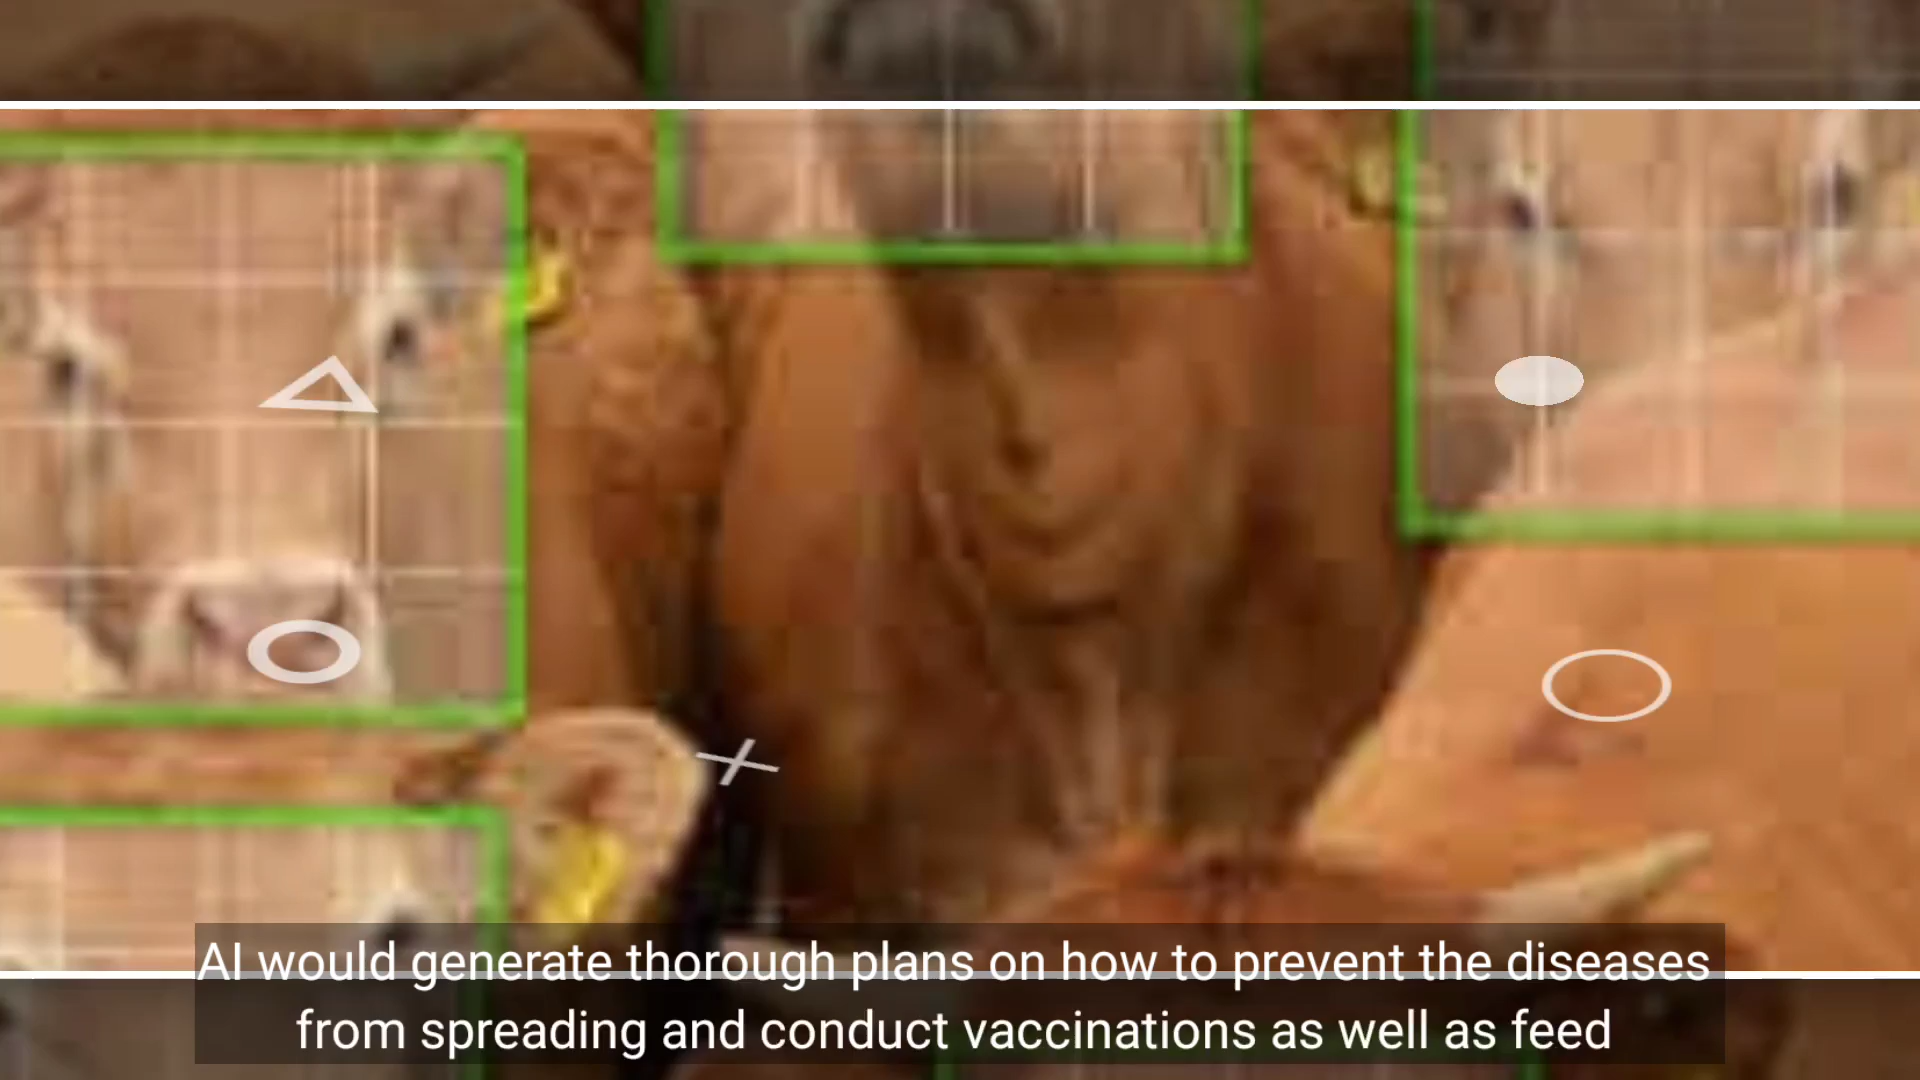 AI would generate thorough plans on how to prevent the diseases
from spreading and conduct vaccinations as well as feed